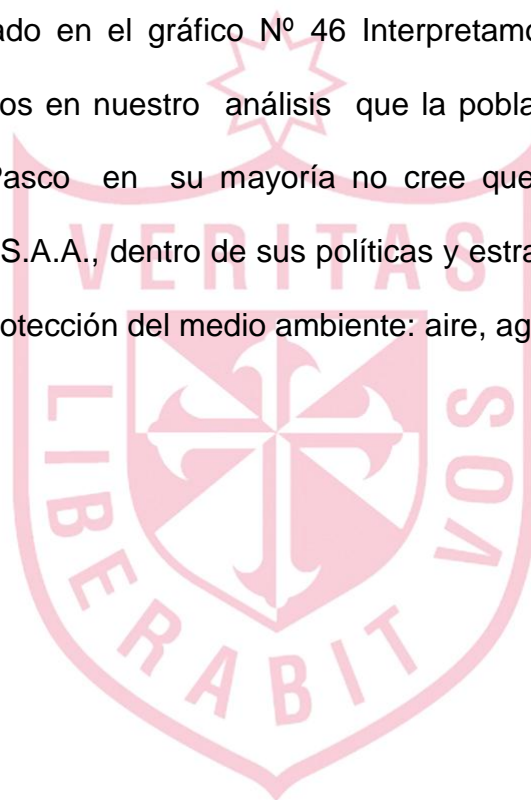 ado en el gráfico Nº 46 Interpretamo
os en nuestro análisis que la pobla
Pasco en su mayoría no cree que
S.A.A., dentro de sus políticas y estra
otección del medio ambiente: aire, ag
VERITAS
LIBERABIT VOS